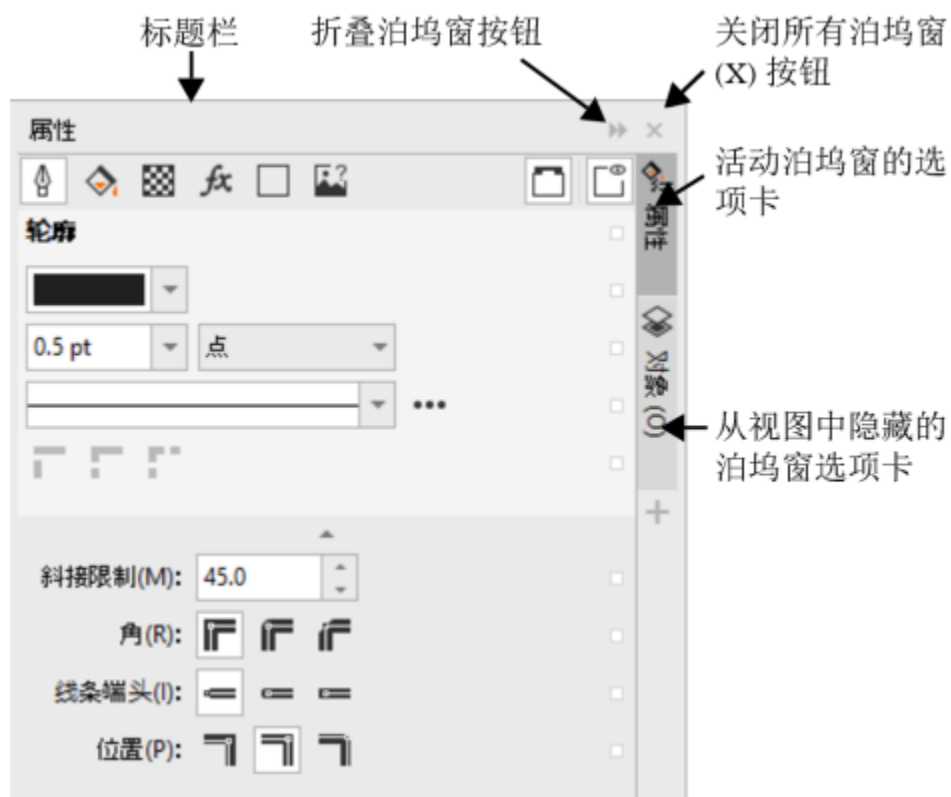 标题栏
折叠泊坞窗按钮
关闭所有泊坞窗
(X) 按钮
属性
活动泊坞窗的选
项卡
fx
?
属性
轮廓
0.5 pt
点
对象 (O)
从视图中隐藏的
泊坞窗选项卡
斜接限制(M):
45.0
角(R):
线条端头(I):
位置(P):